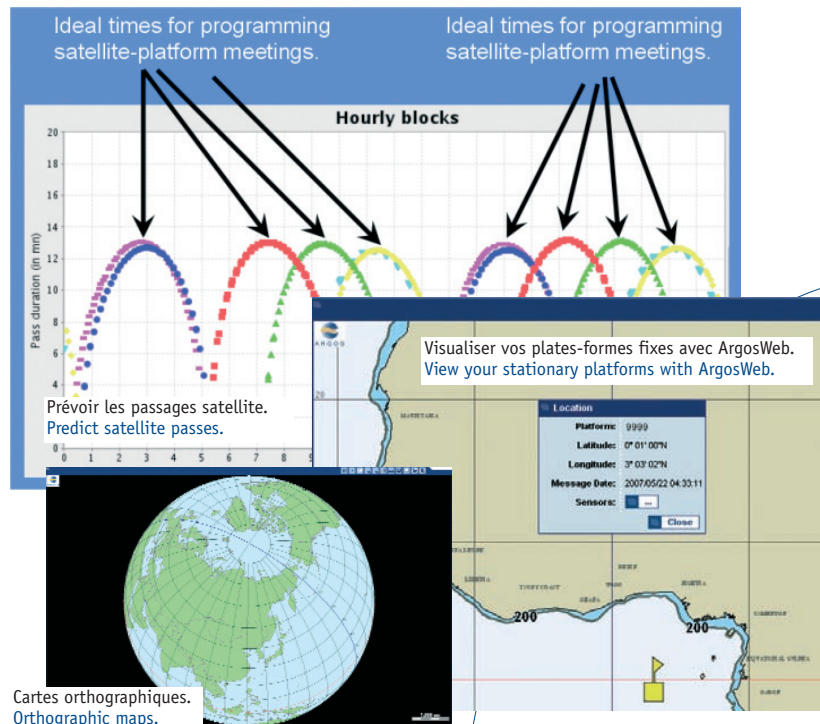 Ideal times for programming
satellite-platform meetings.
Ideal times for programming
satellite-platform meetings.
Hourly blocks
Pass duration (in mn)
20
18
16
14
12
10
8
6
4
2
0
0 1 2 3 4 5 6 7 8 9
Prévoir les passages satellite.
Predict satellite passes.
ARGOS
Visualiser vos plates-formes fixes avec ArgosWeb.
View your stationary platforms with ArgosWeb.
20
Location
Platform: 9999
Latitude: 0° 01' 00"N
Longitude: 3° 03' 02"N
Message Date: 2007/05/22 04:33:11
Sensors: ...
Close
200
200
Cartes orthographiques.
Orthographic maps.